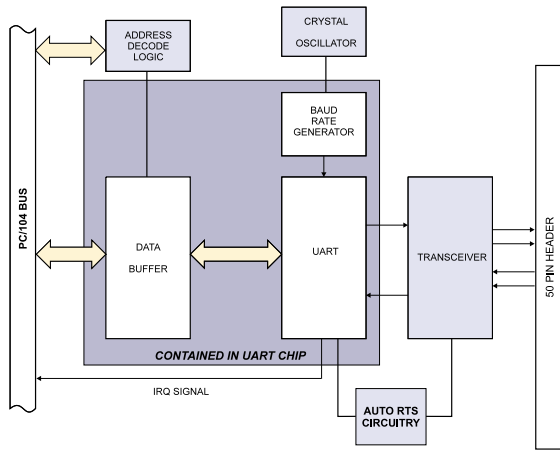 ADDRESS
DECODE
LOGIC
CRYSTAL
OSCILLATOR
BAUD
RATE
GENERATOR
PC/104 BUS
DATA
BUFFER
UART
TRANSCEIVER
50 PIN HEADER
CONTAINED IN UART CHIP
IRQ SIGNAL
AUTO RTS
CIRCUITRY